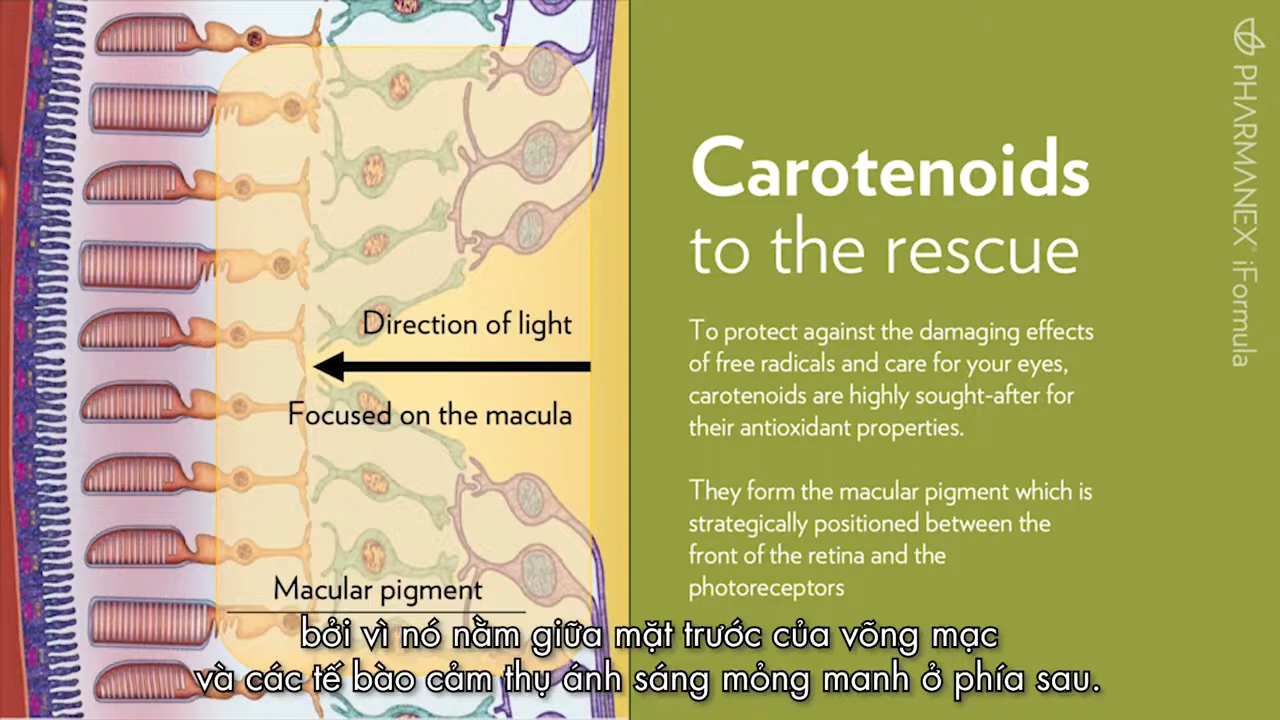 Direction of light
Focused on the macula
Macular pigment
Carotenoids
to the rescue
To protect against the damaging effects
of free radicals and care for your eyes,
carotenoids are highly sought-after for
their antioxidant properties.
They form the macular pigment which is
strategically positioned between the
front of the retina and the
photoreceptors
PHARMANEX® iFormula
bởi vì nó nằm giữa mặt trước của võng mạc
và các tế bào cảm thụ ánh sáng mỏng manh ở phía sau.